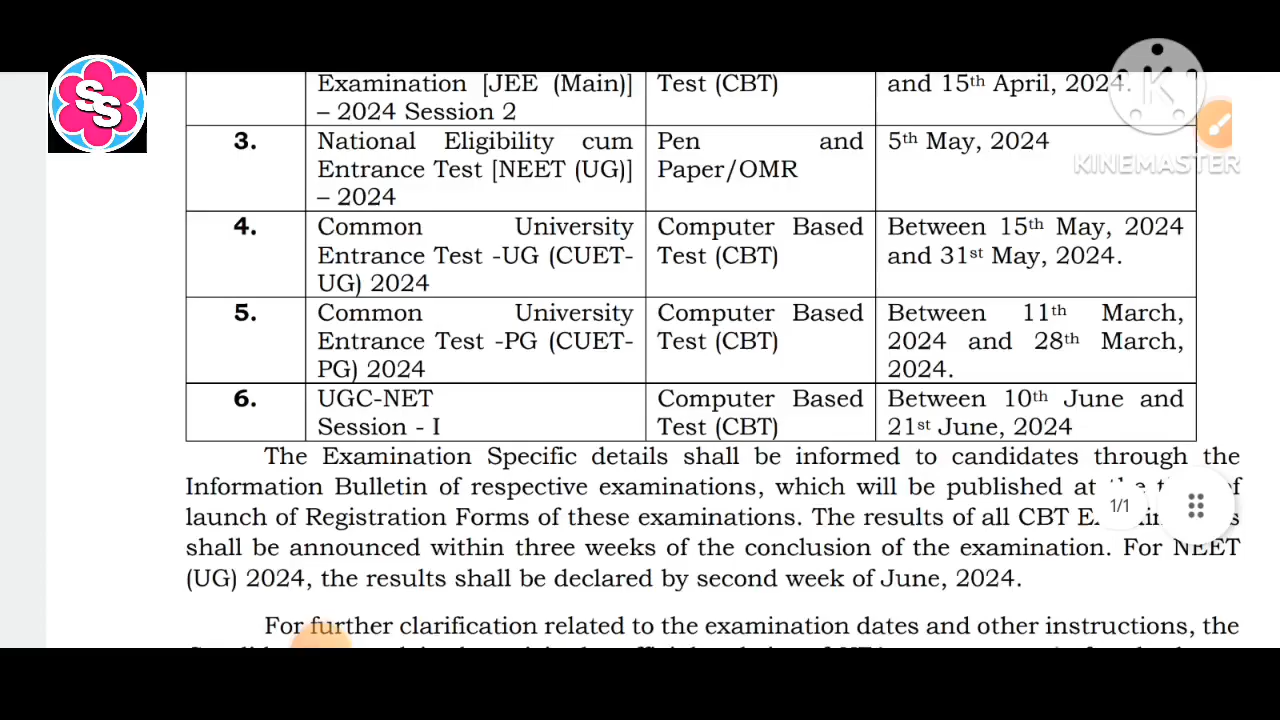 SS
Examination [JEE (Main)] Test (CBT) and 15th April, 2024.
– 2024 Session 2
KINEMASTER
3. National Eligibility cum Pen and 5th May, 2024
Entrance Test [NEET (UG)] Paper/OMR
– 2024
4. Common University Computer Based Between 15th May, 2024
Entrance Test -UG (CUET- Test (CBT) and 31st May, 2024.
UG) 2024
5. Common University Computer Based Between 11th March,
Entrance Test -PG (CUET- Test (CBT) 2024 and 28th March,
PG) 2024 2024.
6. UGC-NET Computer Based Between 10th June and
Session - I Test (CBT) 21st June, 2024
The Examination Specific details shall be informed to candidates through the
Information Bulletin of respective examinations, which will be published at
launch of Registration Forms of these examinations. The results of all CBT
1/1
shall be announced within three weeks of the conclusion of the examination. For NEET
(UG) 2024, the results shall be declared by second week of June, 2024.
For further clarification related to the examination dates and other instructions, the